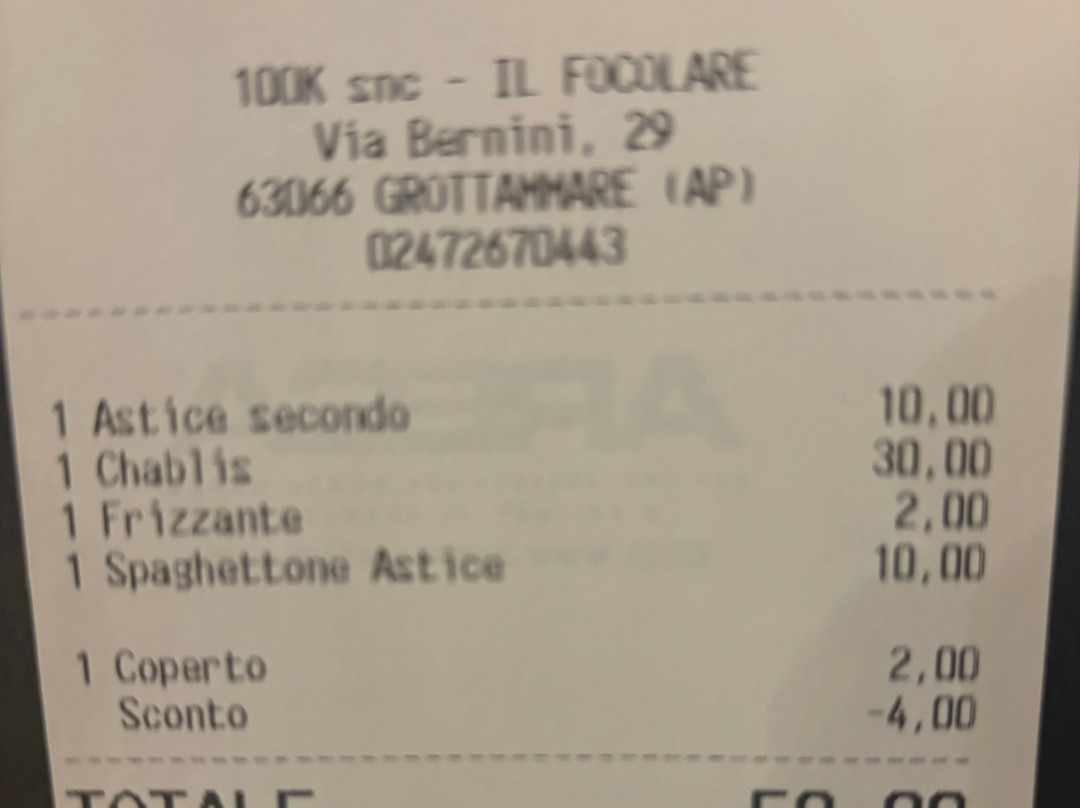 100K snc - IL FOCOLARE
Via Bernini, 29
63066 GROTTAMMARE (AP)
02472670443
1 Astice secondo 10,00
1 Chablis 30,00
1 Frizzante 2,00
1 Spaghettone Astice 10,00
1 Coperto 2,00
Sconto -4,00
TOTALE